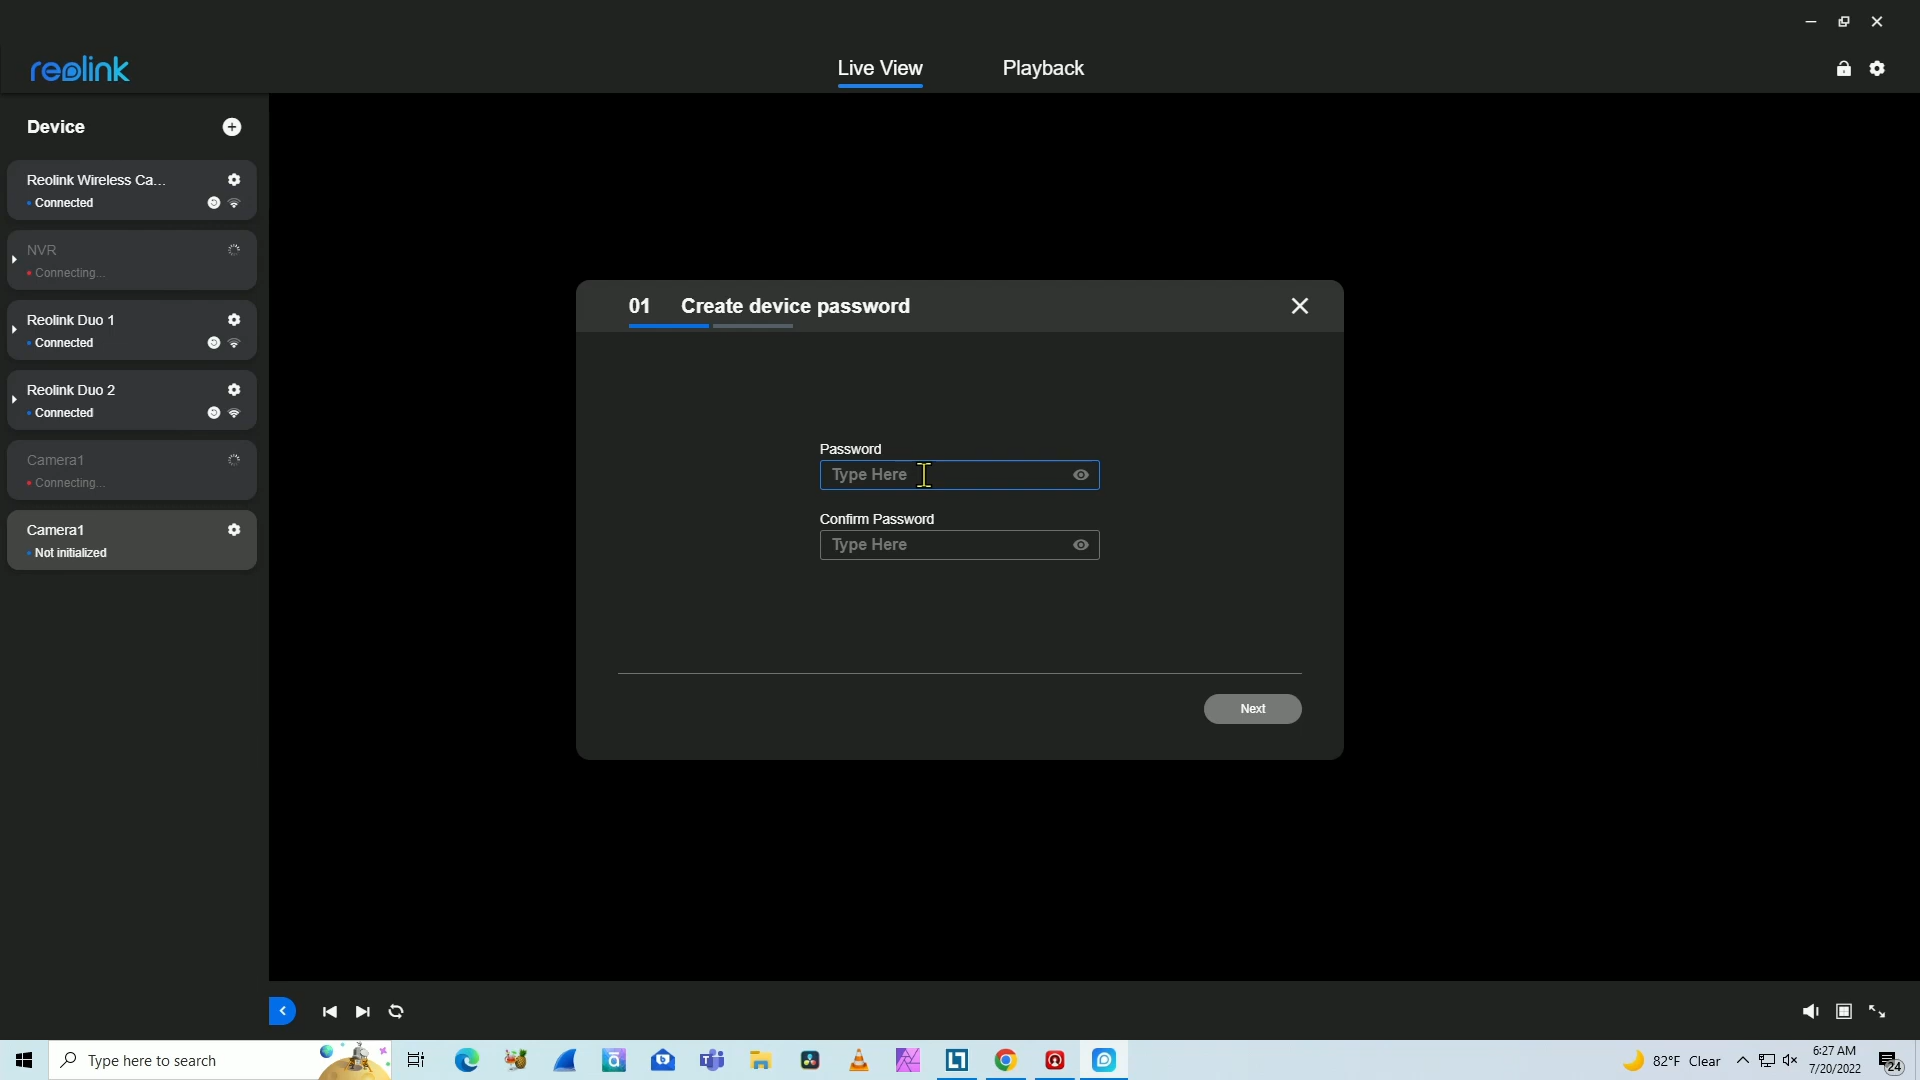 reolink
Live View
Playback
Device
Reolink Wireless Ca...
Connected
NVR
Connecting...
Reolink Duo 1
Connected
Reolink Duo 2
Connected
Camera1
Connecting...
Camera1
Not initialized
01 Create device password
Password
Type Here
Confirm Password
Type Here
Next
Type here to search
82°F Clear
6:27 AM
7/20/2022
24